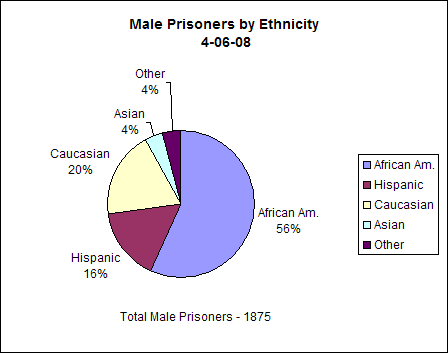 Male Prisoners by Ethnicity
4-06-08
Other
4%
Asian
4%
Caucasian
20%
African Am.
56%
Hispanic
16%
African Am.
Hispanic
Caucasian
Asian
Other
Total Male Prisoners - 1875